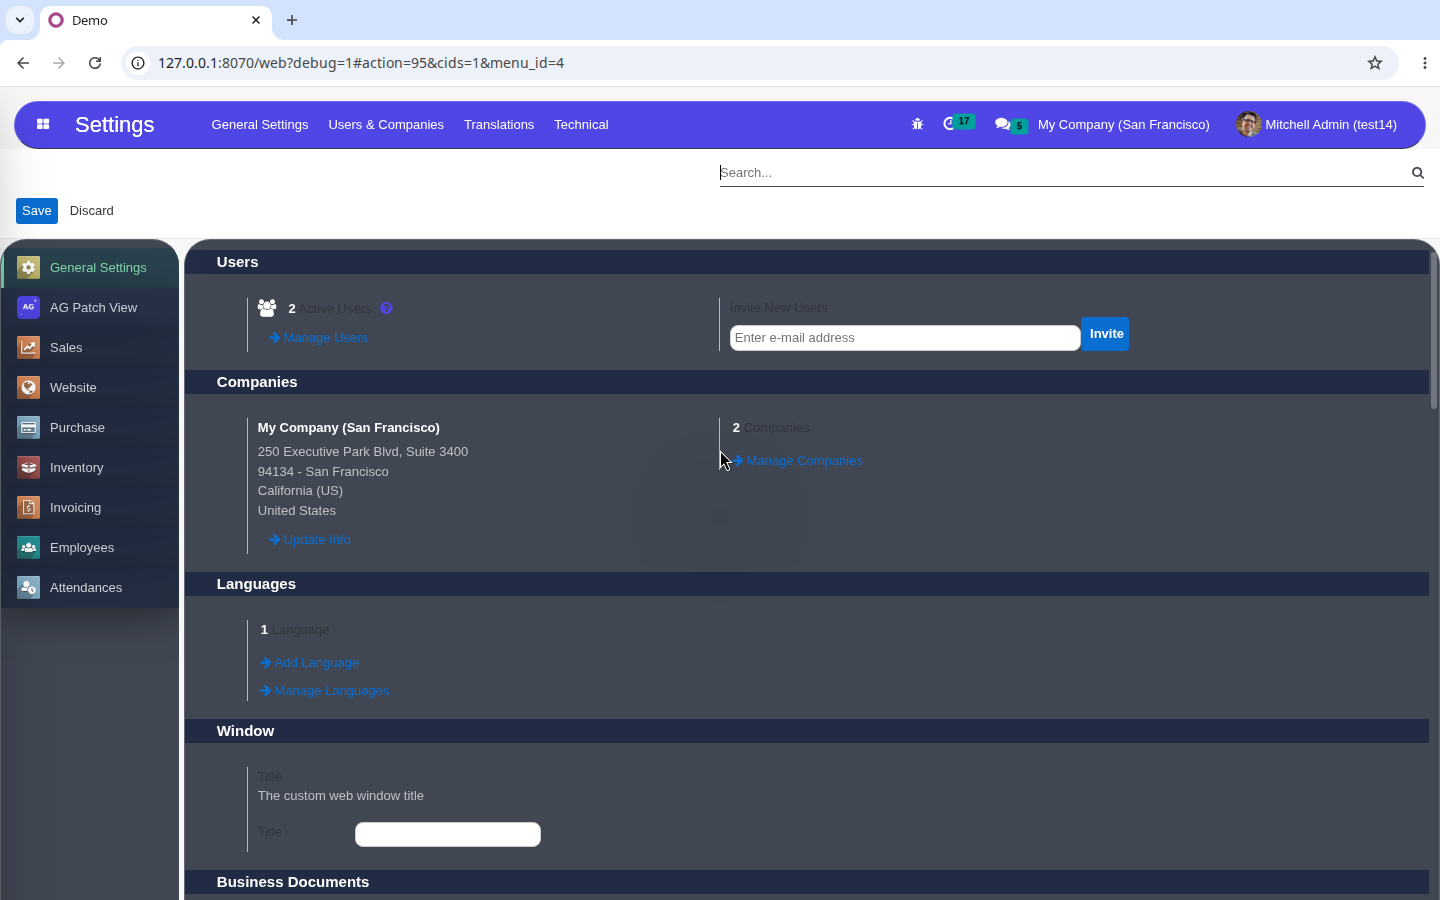 Demo
127.0.0.1:8070/web?debug=1#action=95&cids=1&menu_id=4
Settings General Settings Users & Companies Translations Technical 17 5 My Company (San Francisco) Mitchell Admin (test14)
Search...
Save Discard
General Settings
AG AG Patch View
Sales
Website
Purchase
Inventory
Invoicing
Employees
Attendances
Users
2 Active Users ?
Manage Users
Invite New Users
Enter e-mail address Invite
Companies
My Company (San Francisco)
250 Executive Park Blvd, Suite 3400
94134 - San Francisco
California (US)
United States
Update Info
2 Companies
Manage Companies
Languages
1 Language
Add Language
Manage Languages
Window
Title
The custom web window title
Title
Business Documents